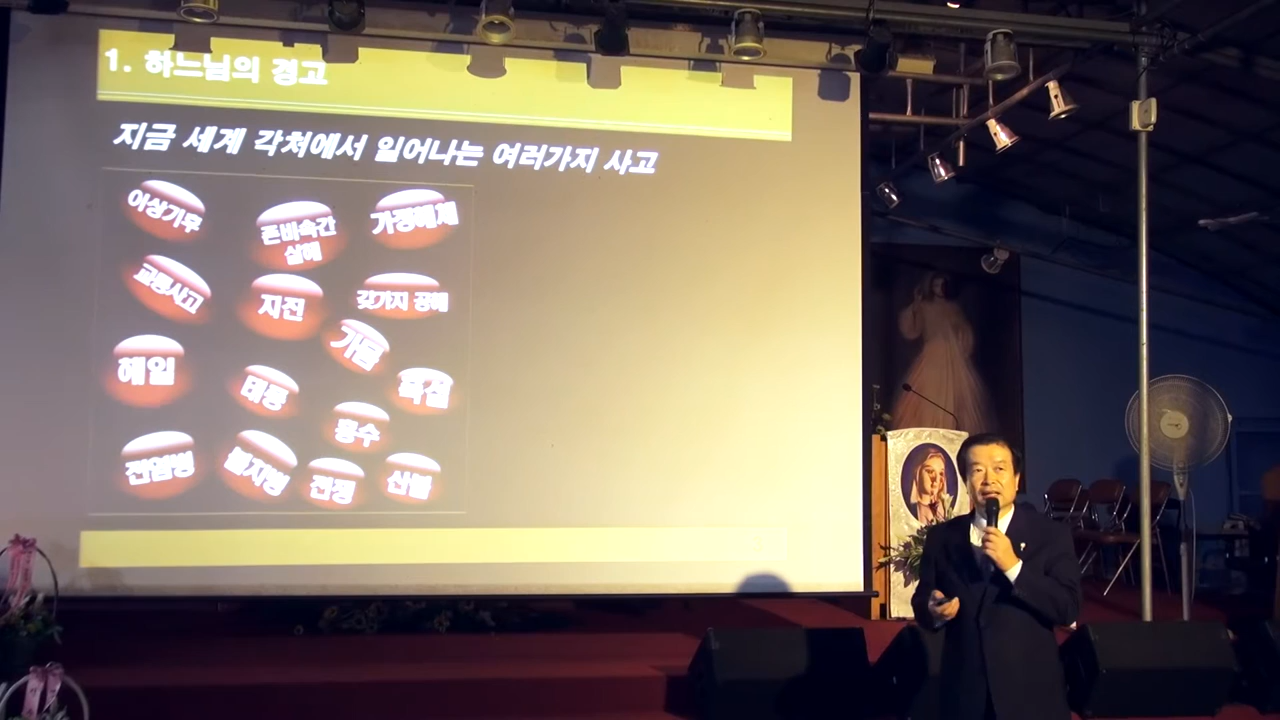 1. 하느님의 경고
지금 세계 각처에서 일어나는 여러가지 사고
이상기후
존비속간
살해
가정해체
교통사고
지진
갖가지 공해
가뭄
해일
태풍
폭설
홍수
전염병
불치병
전쟁
산불